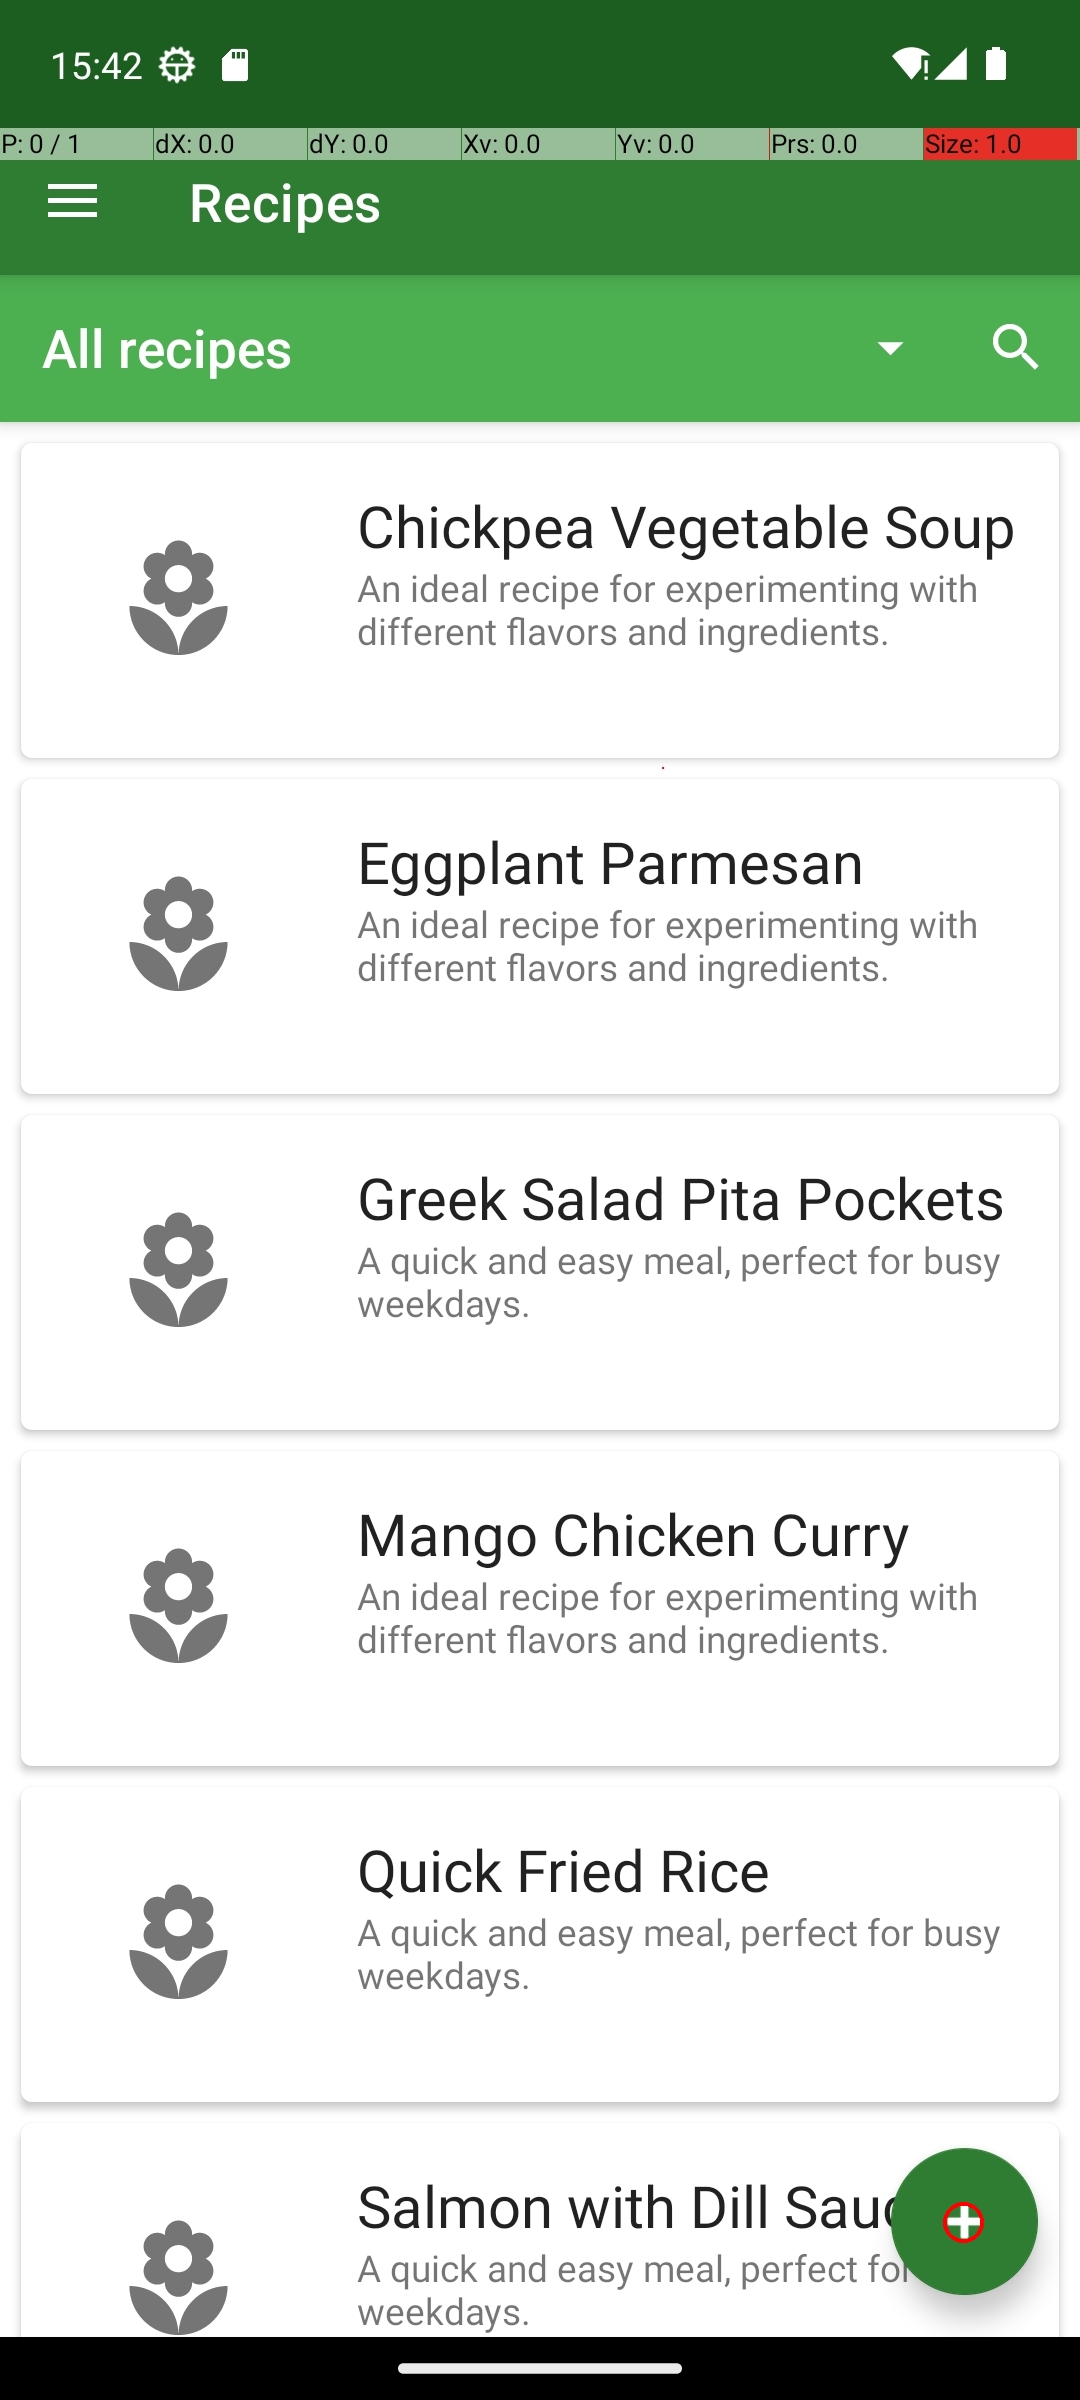 15:42
P: 0 / 1 dX: 0.0 dY: 0.0 Xv: 0.0 Yv: 0.0 Prs: 0.0 Size: 1.0
Recipes
All recipes
Chickpea Vegetable Soup
An ideal recipe for experimenting with
different flavors and ingredients.
Eggplant Parmesan
An ideal recipe for experimenting with
different flavors and ingredients.
Greek Salad Pita Pockets
A quick and easy meal, perfect for busy
weekdays.
Mango Chicken Curry
An ideal recipe for experimenting with
different flavors and ingredients.
Quick Fried Rice
A quick and easy meal, perfect for busy
weekdays.
Salmon with Dill
A quick and easy meal, perfect
weekdays.